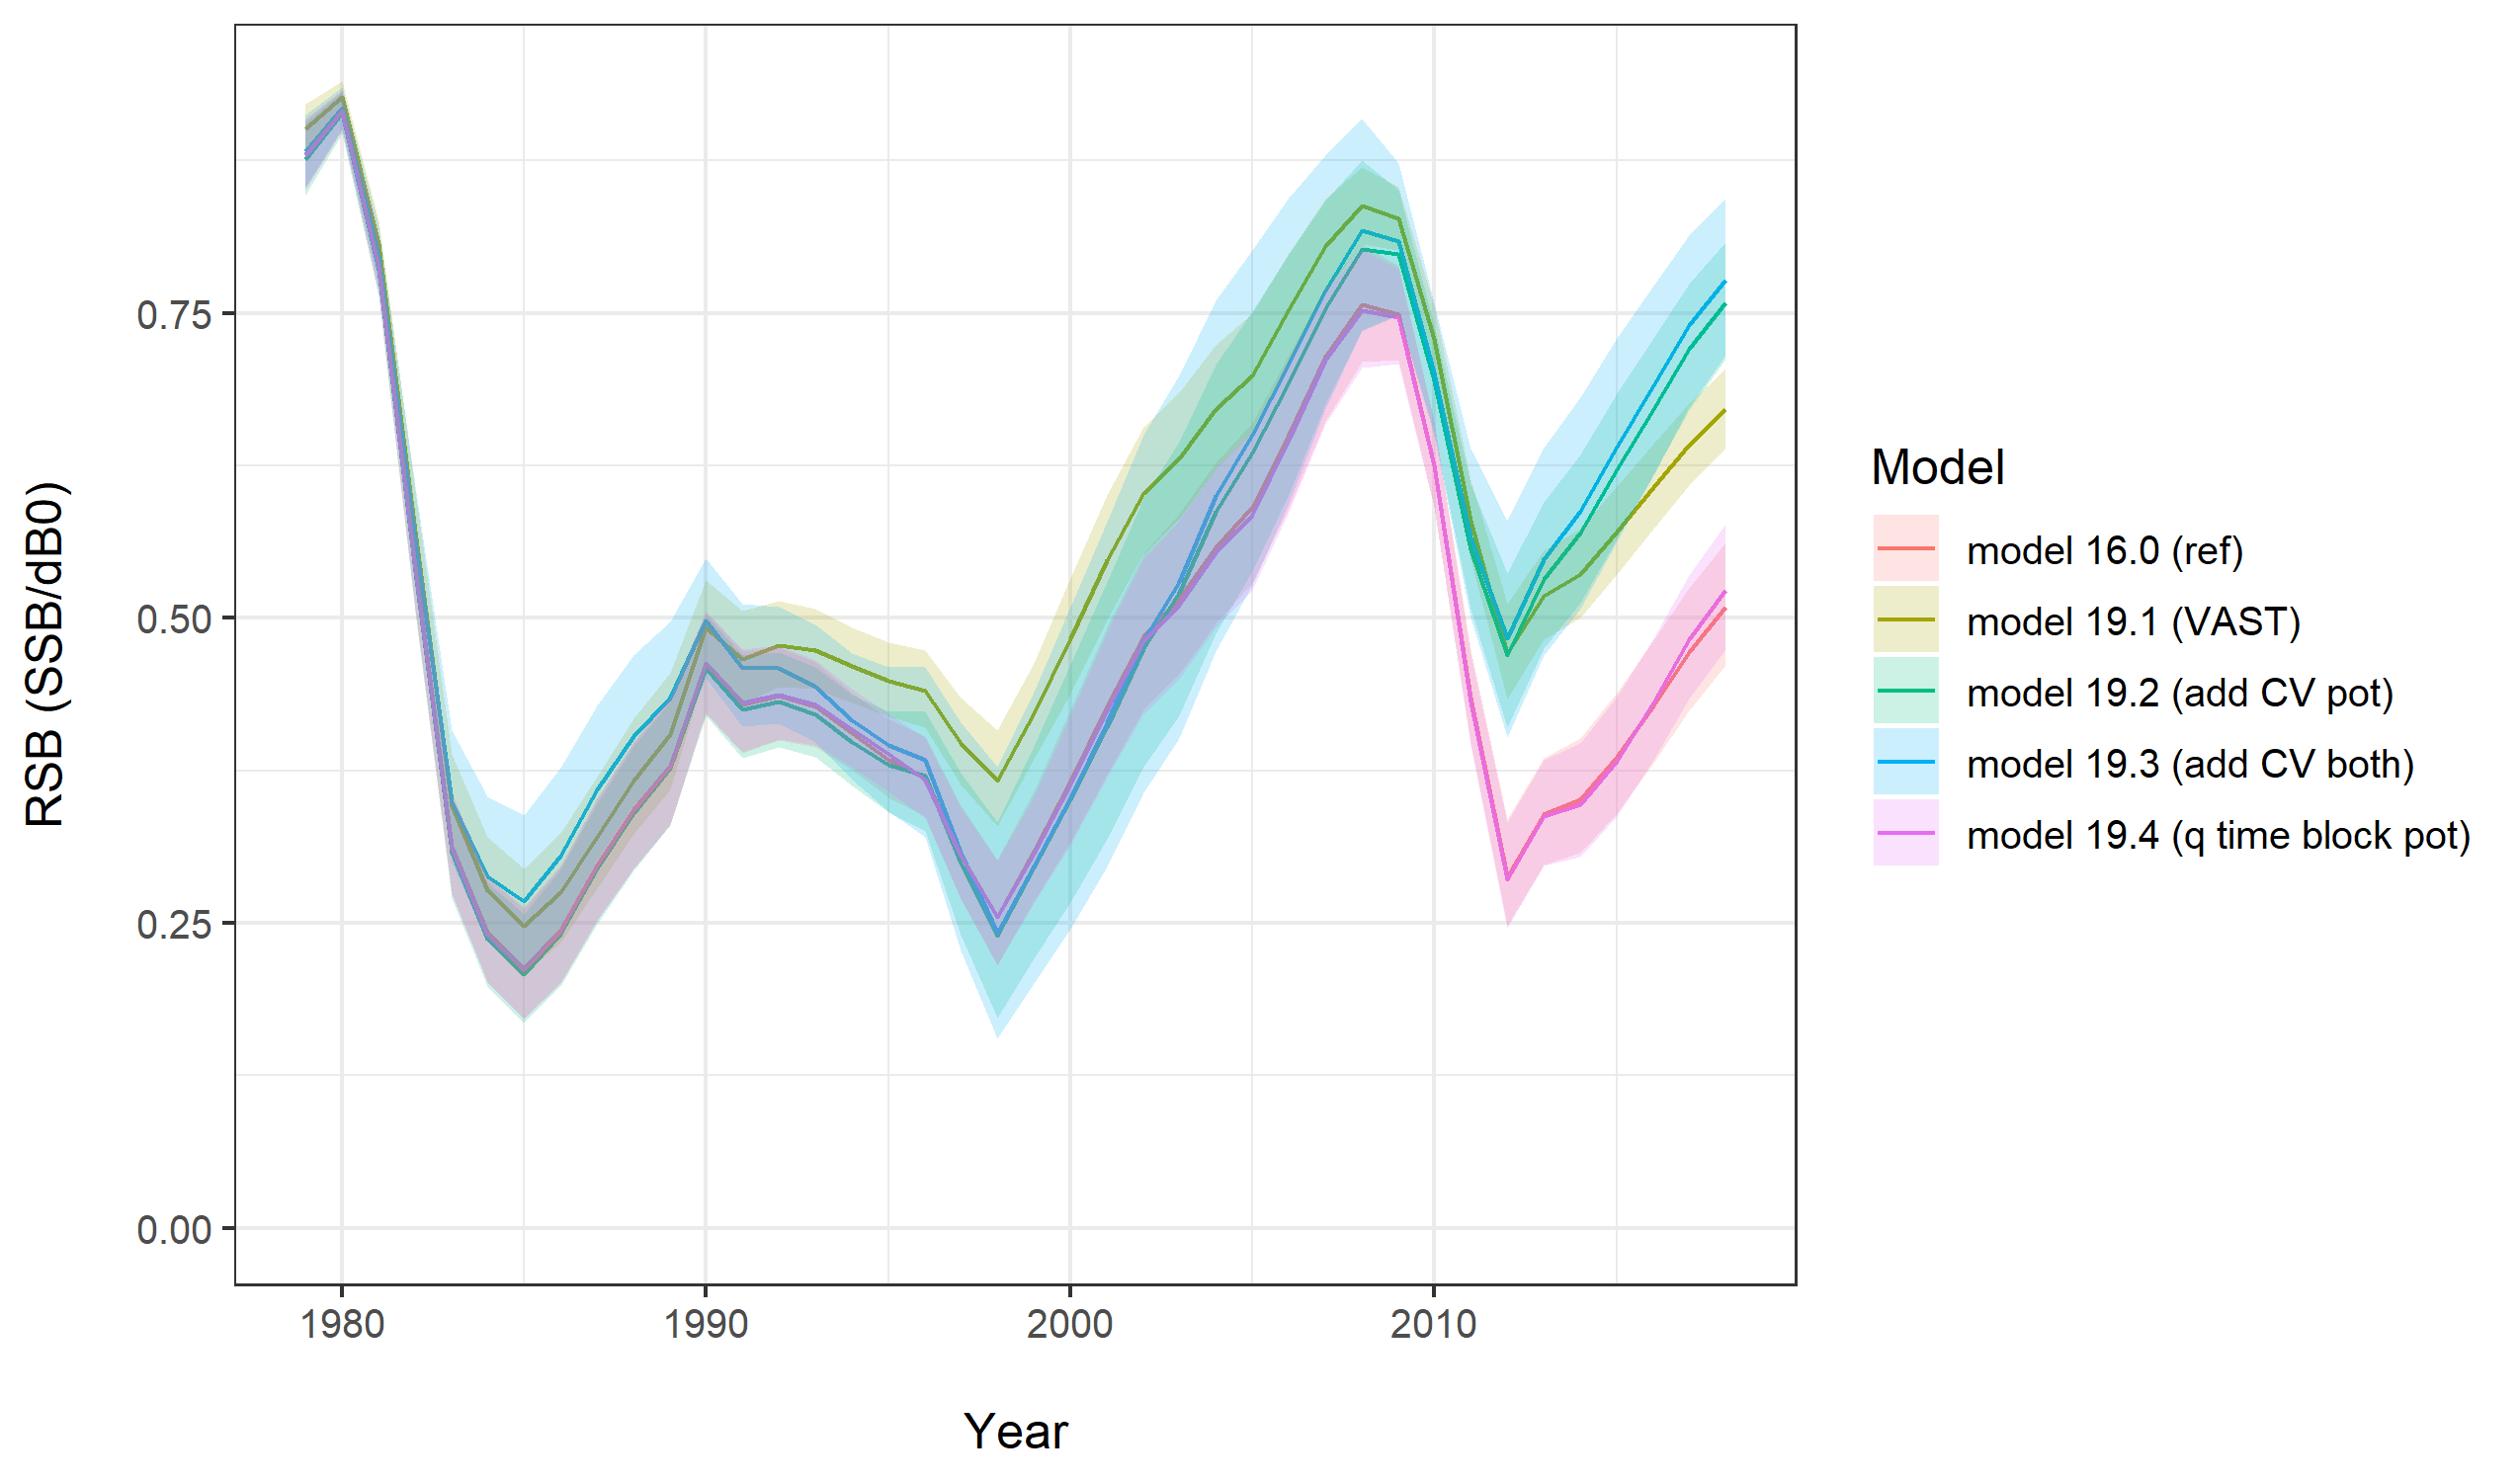 RSB (SSB/dB0)
0.75
0.50
0.25
0.00
1980 1990 2000 2010
Year
Model
model 16.0 (ref)
model 19.1 (VAST)
model 19.2 (add CV pot)
model 19.3 (add CV both)
model 19.4 (q time block pot)